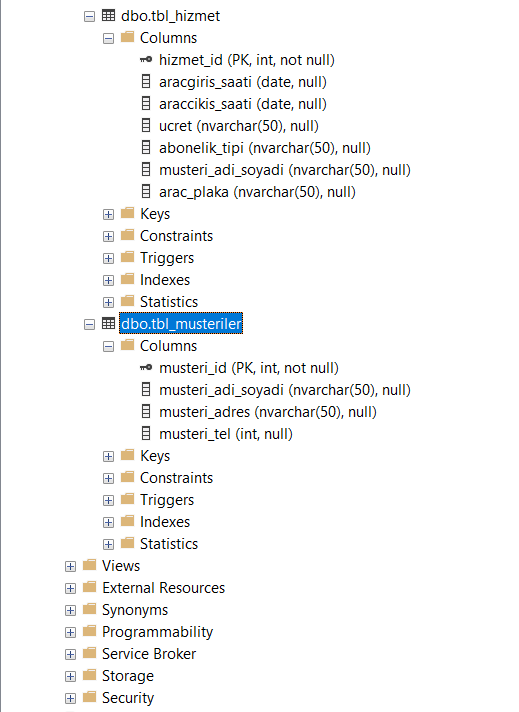 dbo.tbl_hizmet
Columns
hizmet_id (PK, int, not null)
aracgiris_saati (date, null)
araccikis_saati (date, null)
ucret (nvarchar(50), null)
abonelik_tipi (nvarchar(50), null)
musteri_adi_soyadi (nvarchar(50), null)
arac_plaka (nvarchar(50), null)
Keys
Constraints
Triggers
Indexes
Statistics
dbo.tbl_musteriler
Columns
musteri_id (PK, int, not null)
musteri_adi_soyadi (nvarchar(50), null)
musteri_adres (nvarchar(50), null)
musteri_tel (int, null)
Keys
Constraints
Triggers
Indexes
Statistics
Views
External Resources
Synonyms
Programmability
Service Broker
Storage
Security